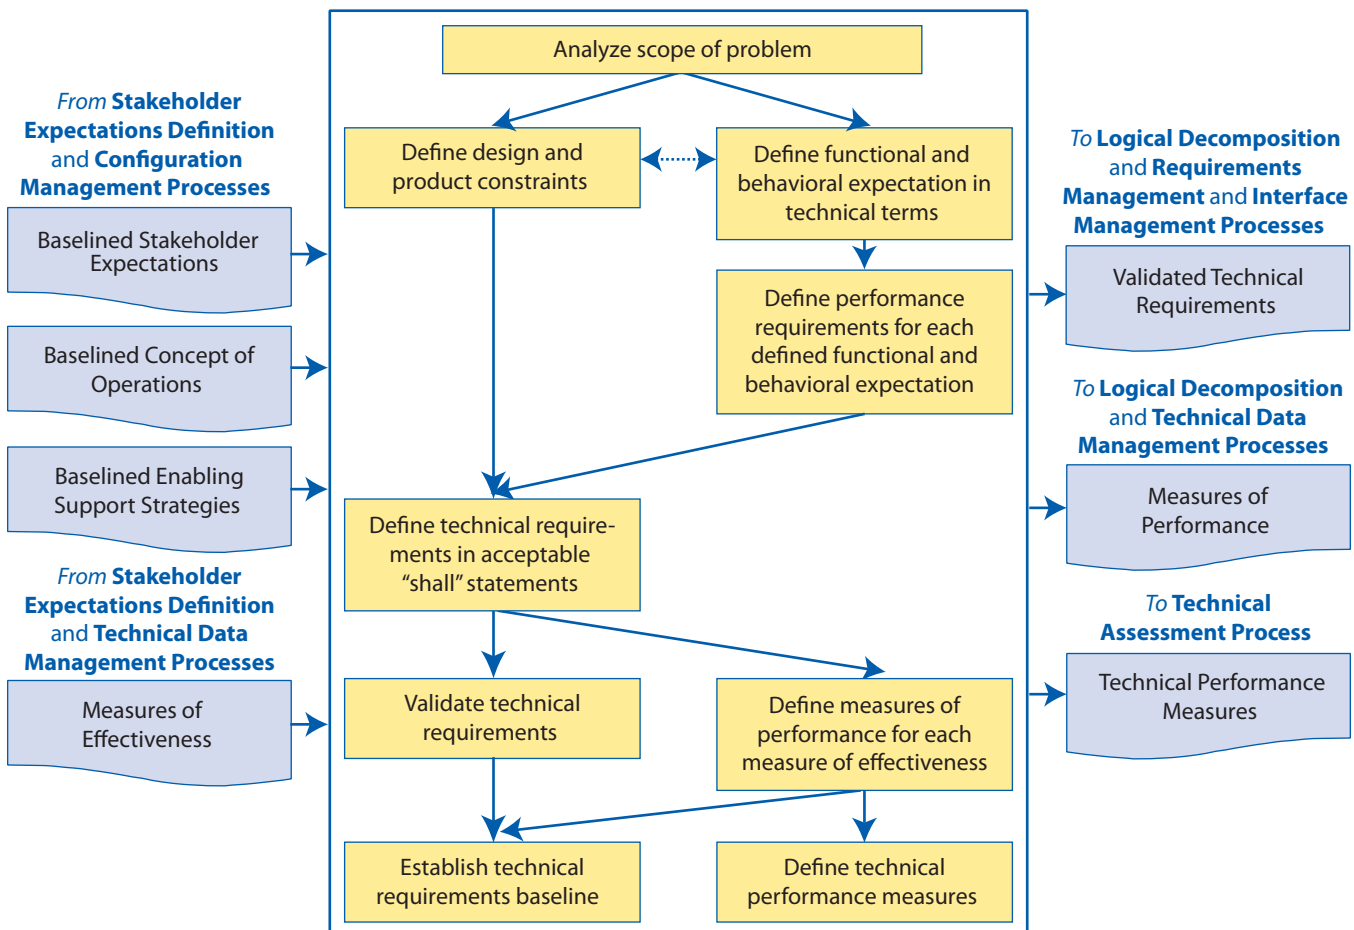 Analyze scope of problem
From Stakeholder
Expectations Definition
and Configuration
Management Processes
Baselined Stakeholder
Expectations
Baselined Concept of
Operations
Baselined Enabling
Support Strategies
From Stakeholder
Expectations Definition
and Technical Data
Management Processes
Measures of
Effectiveness
Define design and
product constraints
Define functional and
behavioral expectation in
technical terms
Define performance
requirements for each
defined functional and
behavioral expectation
Define technical require-
ments in acceptable
“shall” statements
Validate technical
requirements
Define measures of
performance for each
measure of effectiveness
Establish technical
requirements baseline
Define technical
performance measures
To Logical Decomposition
and Requirements
Management and Interface
Management Processes
Validated Technical
Requirements
To Logical Decomposition
and Technical Data
Management Processes
Measures of
Performance
To Technical
Assessment Process
Technical Performance
Measures